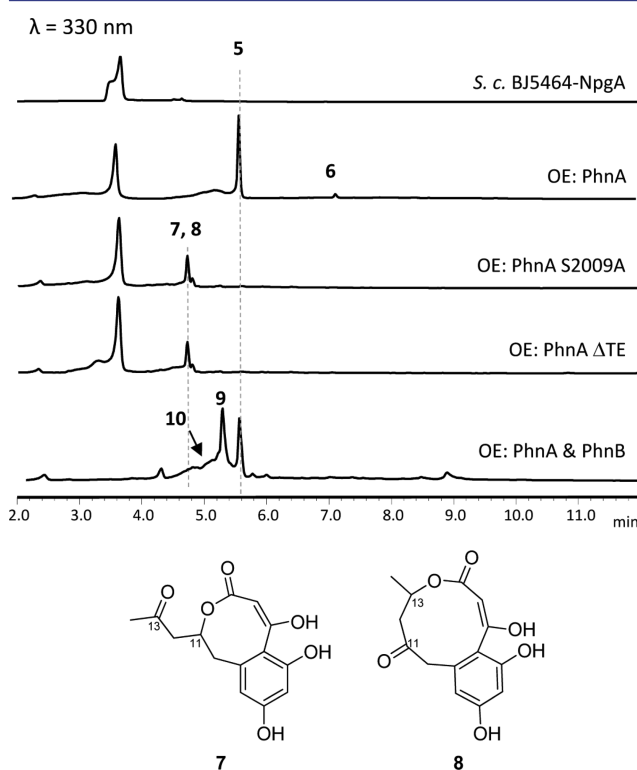 λ = 330 nm
5
S. c. BJ5464-NpgA
OE: PhnA
6
7, 8
OE: PhnA S2009A
OE: PhnA ΔTE
9
10
OE: PhnA & PhnB
2.0 3.0 4.0 5.0 6.0 7.0 8.0 9.0 10.0 11.0 min
O
O
O
13
11
OH
OH
OH
7
O
O
13
11
O
OH
OH
OH
8